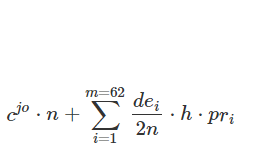 c^{jo} · n + \sum_{i=1}^{m=62} \frac{de_i}{2n} · h · pr_i